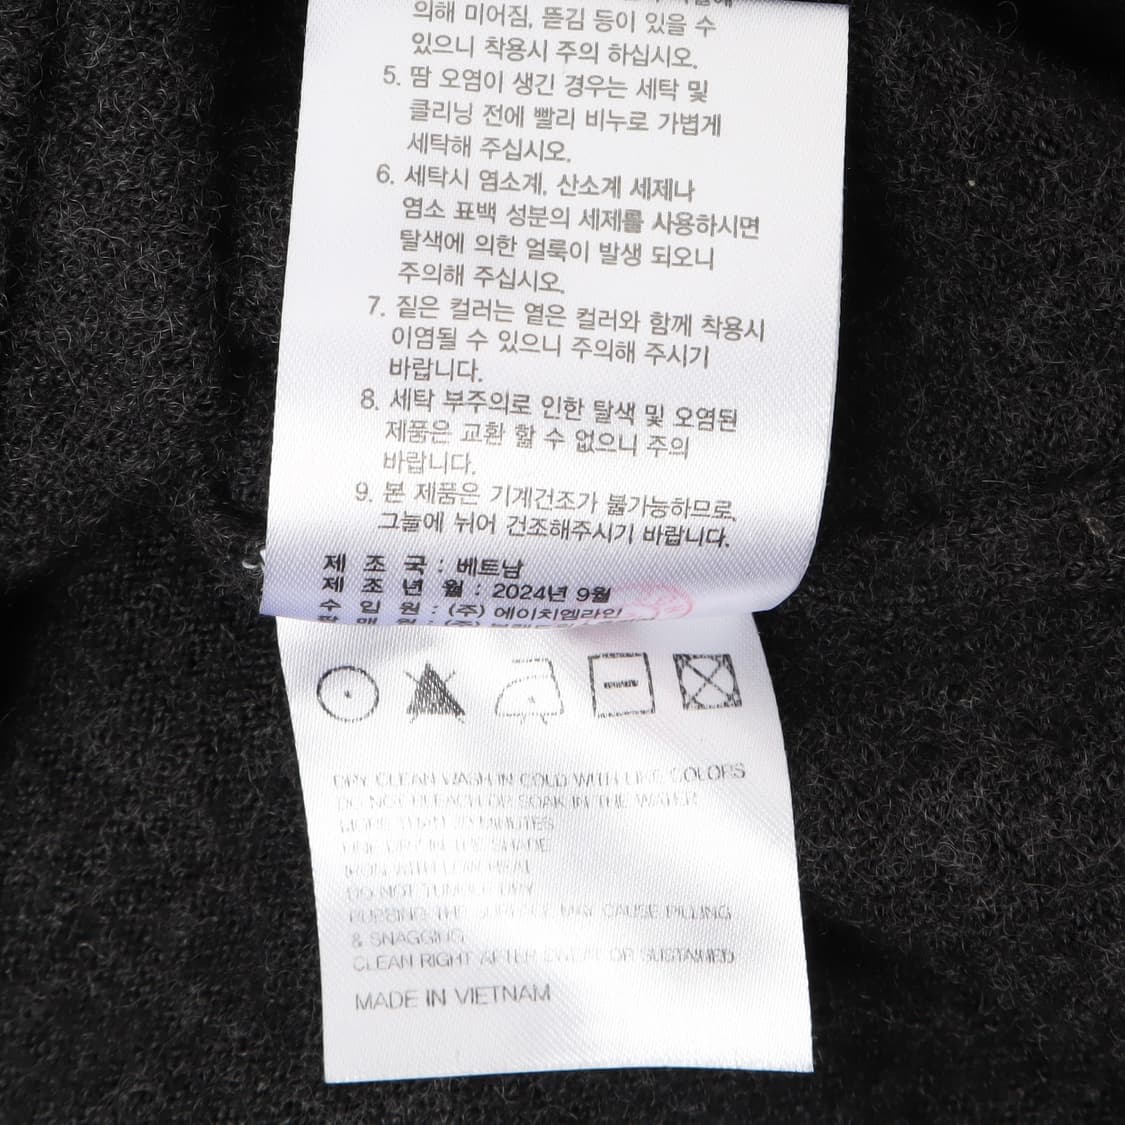 의해 미어짐, 뜯김 등이 있을 수
있으니 착용시 주의 하십시오.
5. 땀 오염이 생긴 경우는 세탁 및
클리닝 전에 빨리 비누로 가볍게
세탁해 주십시오.
6. 세탁시 염소계, 산소계 세제나
염소 표백 성분의 세제를 사용하시면
탈색에 의한 얼룩이 발생 되오니
주의해 주십시오.
7. 짙은 컬러는 옅은 컬러와 함께 착용시
이염될 수 있으니 주의해 주시기
바랍니다.
8. 세탁 부주의로 인한 탈색 및 오염된
제품은 교환 할 수 없으니 주의
바랍니다.
9. 본 제품은 기계건조가 불가능하므로,
그늘에 뉘어 건조해주시기 바랍니다.
제 조 국 : 베트남
제 조 년 월 : 2024년 9월
수 입 원 : (주) 에이치엠라인
판 매 원 : (주)
DRY CLEAN WASH IN COLD WITH LIKE COLORS
DO NOT BLEACH OR SOAK IN THE WATER
MORE THAN 20 MINUTES
LINE DRY IN THE SHADE
IRON WITH LOW HEAT
DO NOT TUMBLE DRY
RUBBING THE SURFACE MAY CAUSE PILLING
& SNAGGING
CLEAN RIGHT AFTER SWEAT OR SUSTAINED
MADE IN VIETNAM